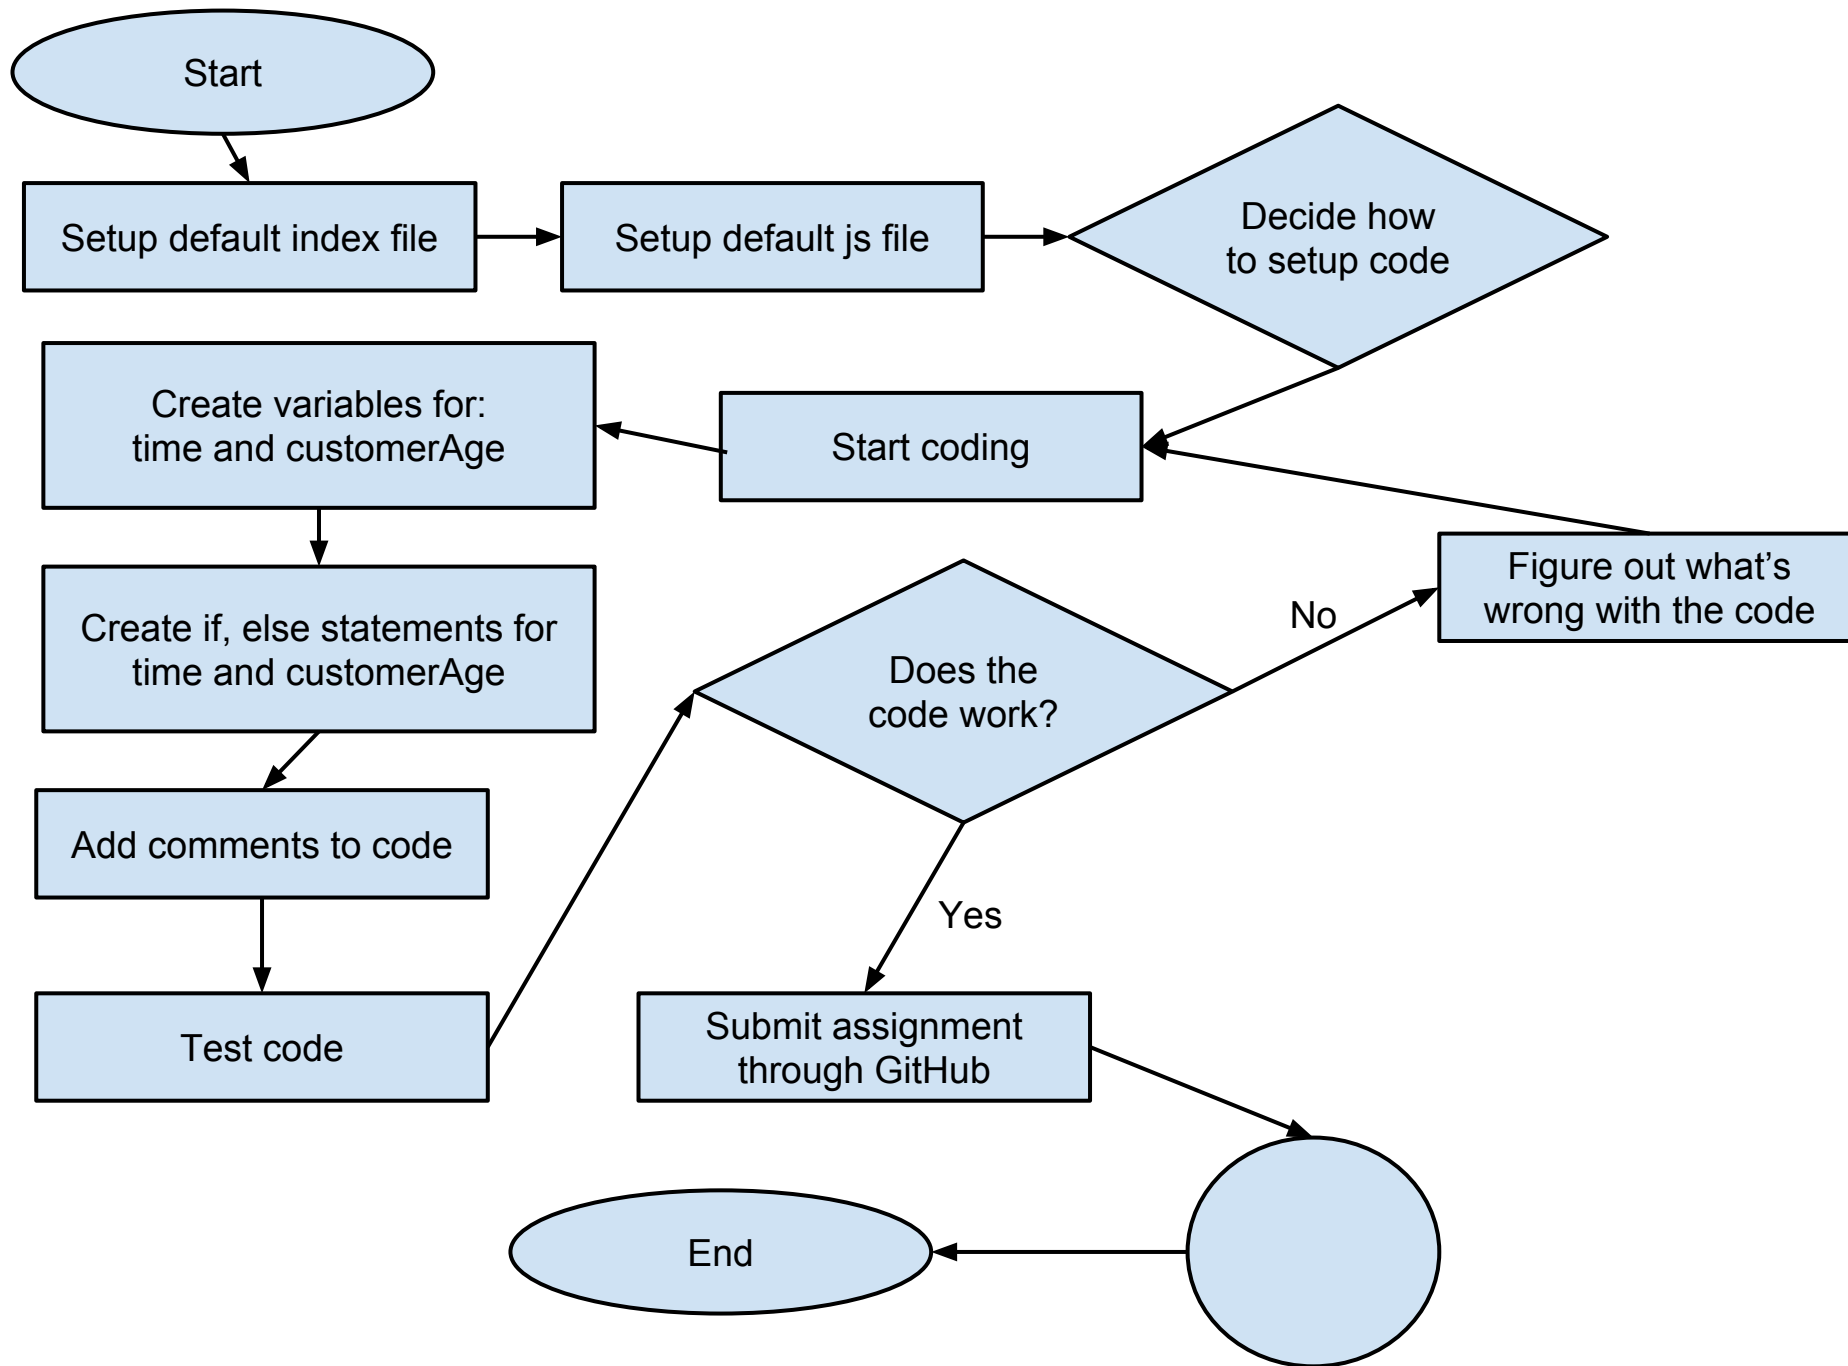 Start
Setup default index file
Setup default js file
Decide how
to setup code
Start coding
Create variables for:
time and customerAge
Create if, else statements for
time and customerAge
Add comments to code
Test code
Does the
code work?
No
Figure out what’s
wrong with the code
Yes
Submit assignment
through GitHub
End